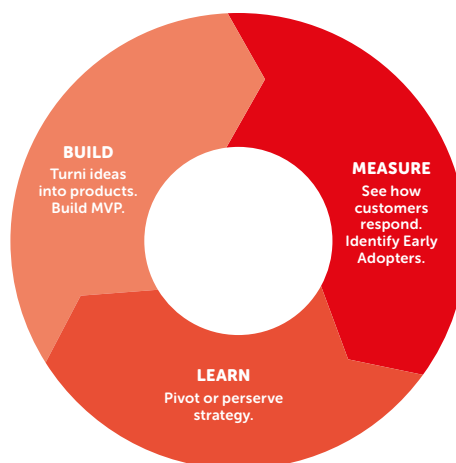 BUILD
Turni ideas
into products.
Build MVP.
MEASURE
See how
customers
respond.
Identify Early
Adopters.
LEARN
Pivot or perserve
strategy.